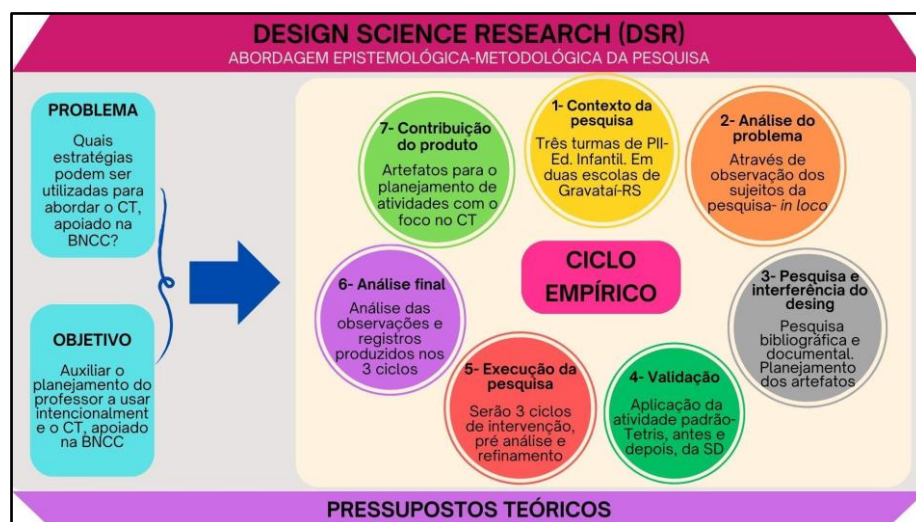 DESIGN SCIENCE RESEARCH (DSR)
ABORDAGEM EPISTEMOLÓGICA-METODOLÓGICA DA PESQUISA
PROBLEMA
Quais
estratégias
podem ser
utilizadas para
abordar o CT,
apoiado na
BNCC?
OBJETIVO
Auxiliar o
planejamento do
professor a usar
intencionalment
e o CT, apoiado
na BNCC
CICLO
EMPÍRICO
1- Contexto da
pesquisa
Três turmas de PII-
Ed. Infantil. Em
duas escolas de
Gravataí-RS
2- Análise do
problema
Através de
observação dos
sujeitos da
pesquisa- in loco
3- Pesquisa e
interferência do
desing
Pesquisa
bibliográfica e
documental.
Planejamento
dos artefatos
4- Validação
Aplicação da
atividade padrão-
Tetris, antes e
depois, da SD
5- Execução da
pesquisa
Serão 3 ciclos
de intervenção,
pré análise e
refinamento
6- Análise final
Análise das
observações e
registros
produzidos nos
3 ciclos
7- Contribuição
do produto
Artefatos para o
planejamento de
atividades com o
foco no CT
PRESSUPOSTOS TEÓRICOS